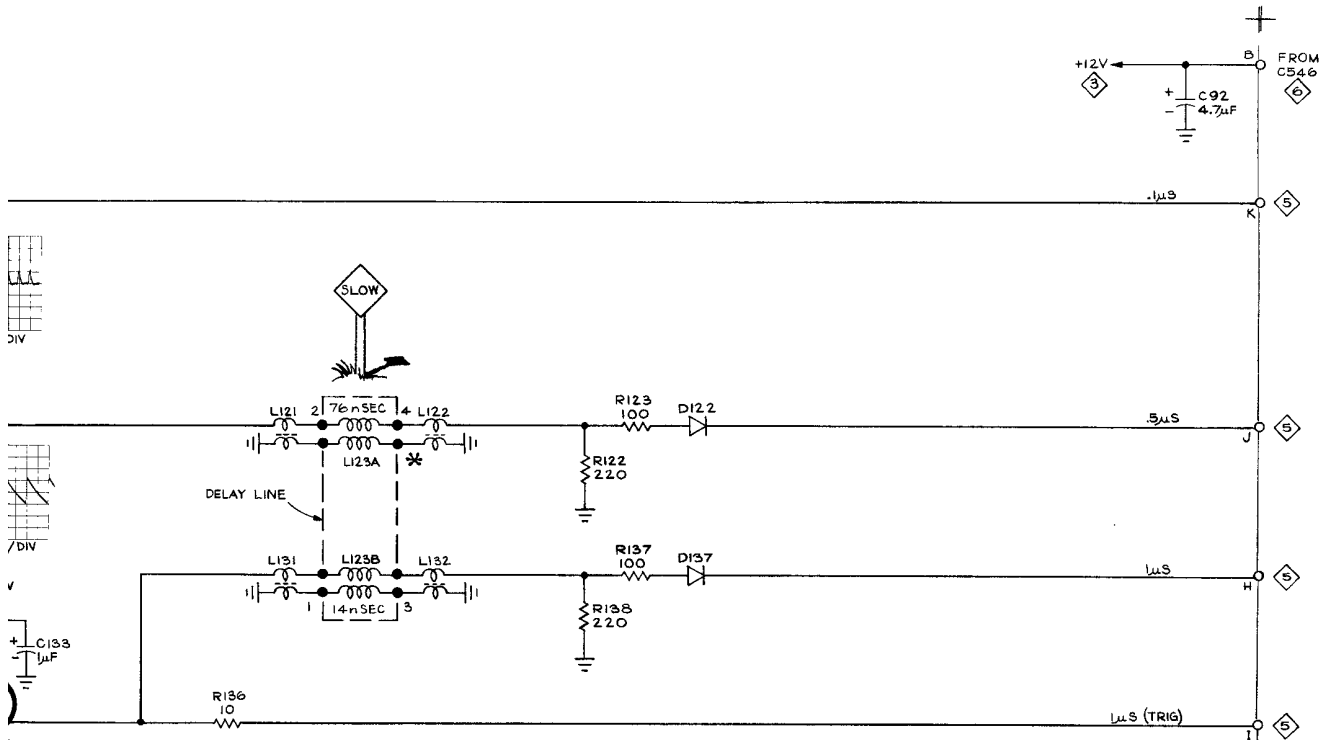 B
FROM
C546
6
+12V
3
+
C92
4.7µF
-
.1µS
K
5
DIV
SLOW
L121 2 76nSEC 4 L122
L123A *
R123
100
D122
.5µS
J
5
R122
220
DELAY LINE
/DIV
V
L131 L123B L132
1 14nSEC 3
R137
100
D137
1µS
H
5
R138
220
+
C133
1µF
-
R136
10
1µS (TRIG)
I
5